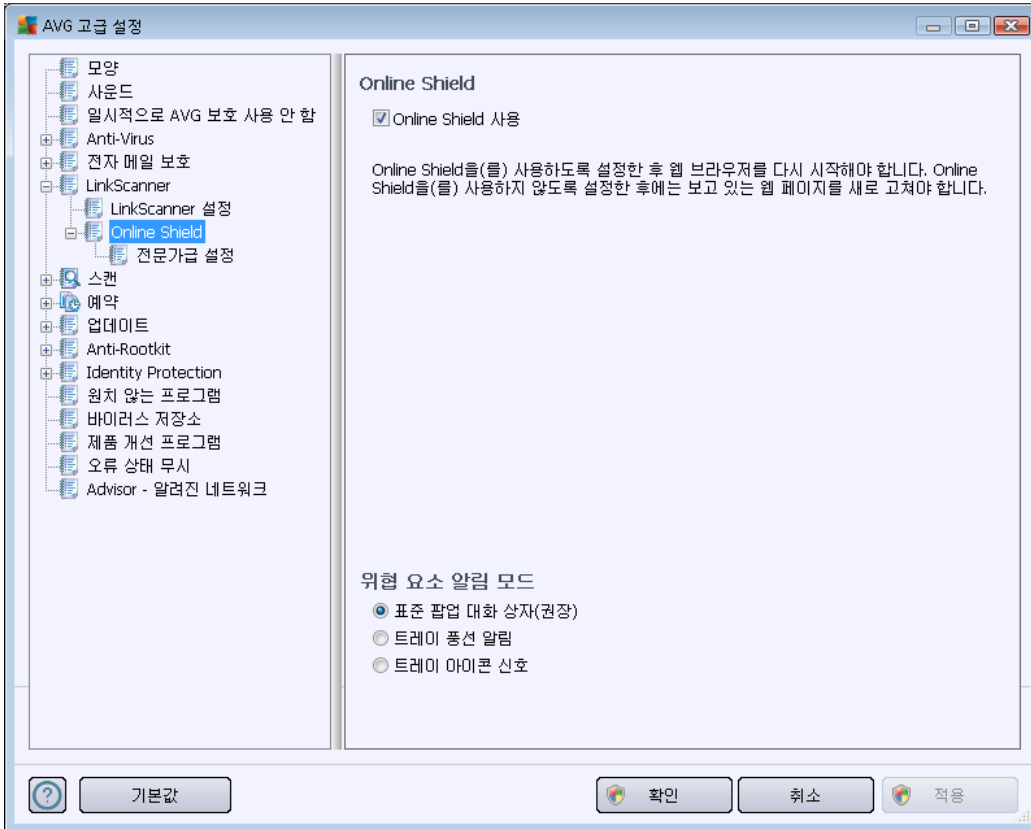 AVG 고급 설정
모양
사운드
일시적으로 AVG 보호 사용 안 함
Anti-Virus
전자 메일 보호
LinkScanner
LinkScanner 설정
Online Shield
전문가급 설정
스캔
예약
업데이트
Anti-Rootkit
Identity Protection
원치 않는 프로그램
바이러스 저장소
제품 개선 프로그램
오류 상태 무시
Advisor - 알려진 네트워크
Online Shield
Online Shield 사용
Online Shield을(를) 사용하도록 설정한 후 웹 브라우저를 다시 시작해야 합니다. Online
Shield을(를) 사용하지 않도록 설정한 후에는 보고 있는 웹 페이지를 새로 고쳐야 합니다.
위협 요소 알림 모드
표준 팝업 대화 상자(권장)
트레이 풍선 알림
트레이 아이콘 신호
기본값
확인
취소
적용